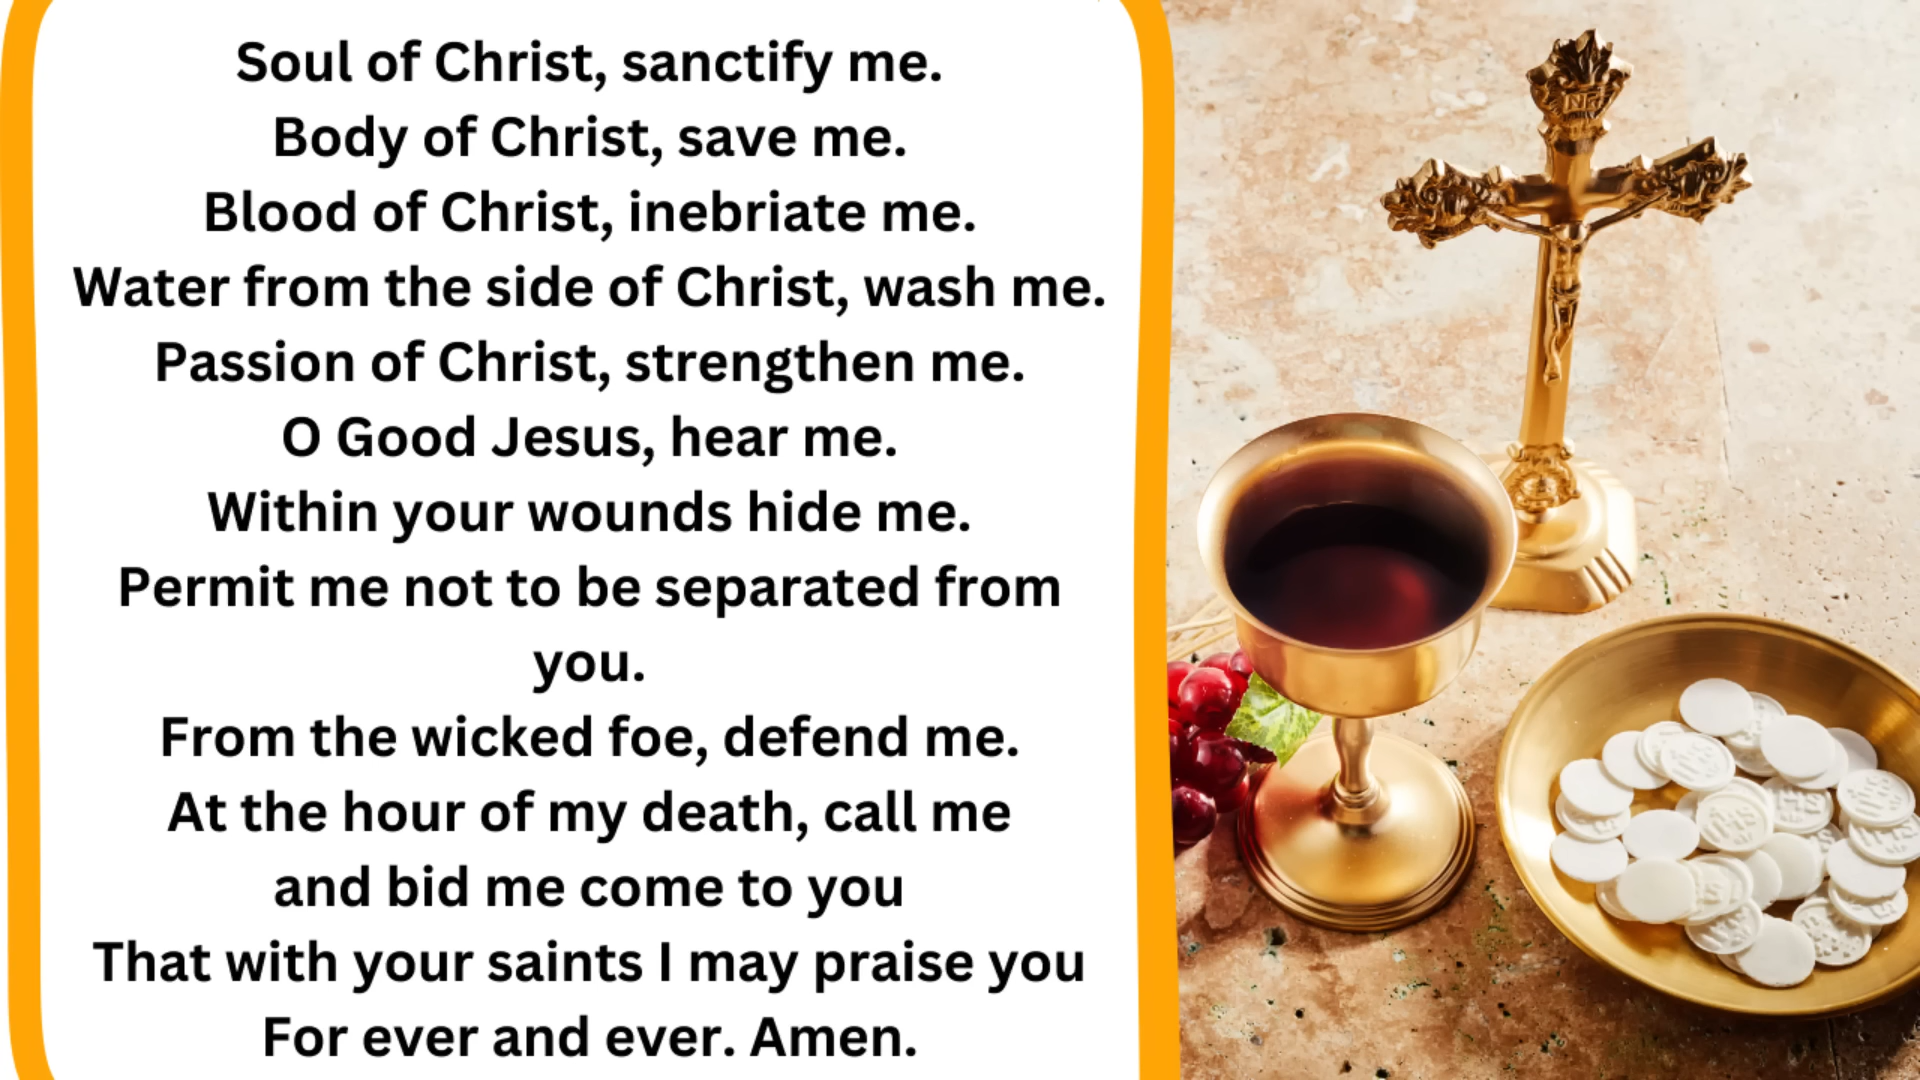 Soul of Christ, sanctify me.
Body of Christ, save me.
Blood of Christ, inebriate me.
Water from the side of Christ, wash me.
Passion of Christ, strengthen me.
O Good Jesus, hear me.
Within your wounds hide me.
Permit me not to be separated from
you.
From the wicked foe, defend me.
At the hour of my death, call me
and bid me come to you
That with your saints I may praise you
For ever and ever. Amen.